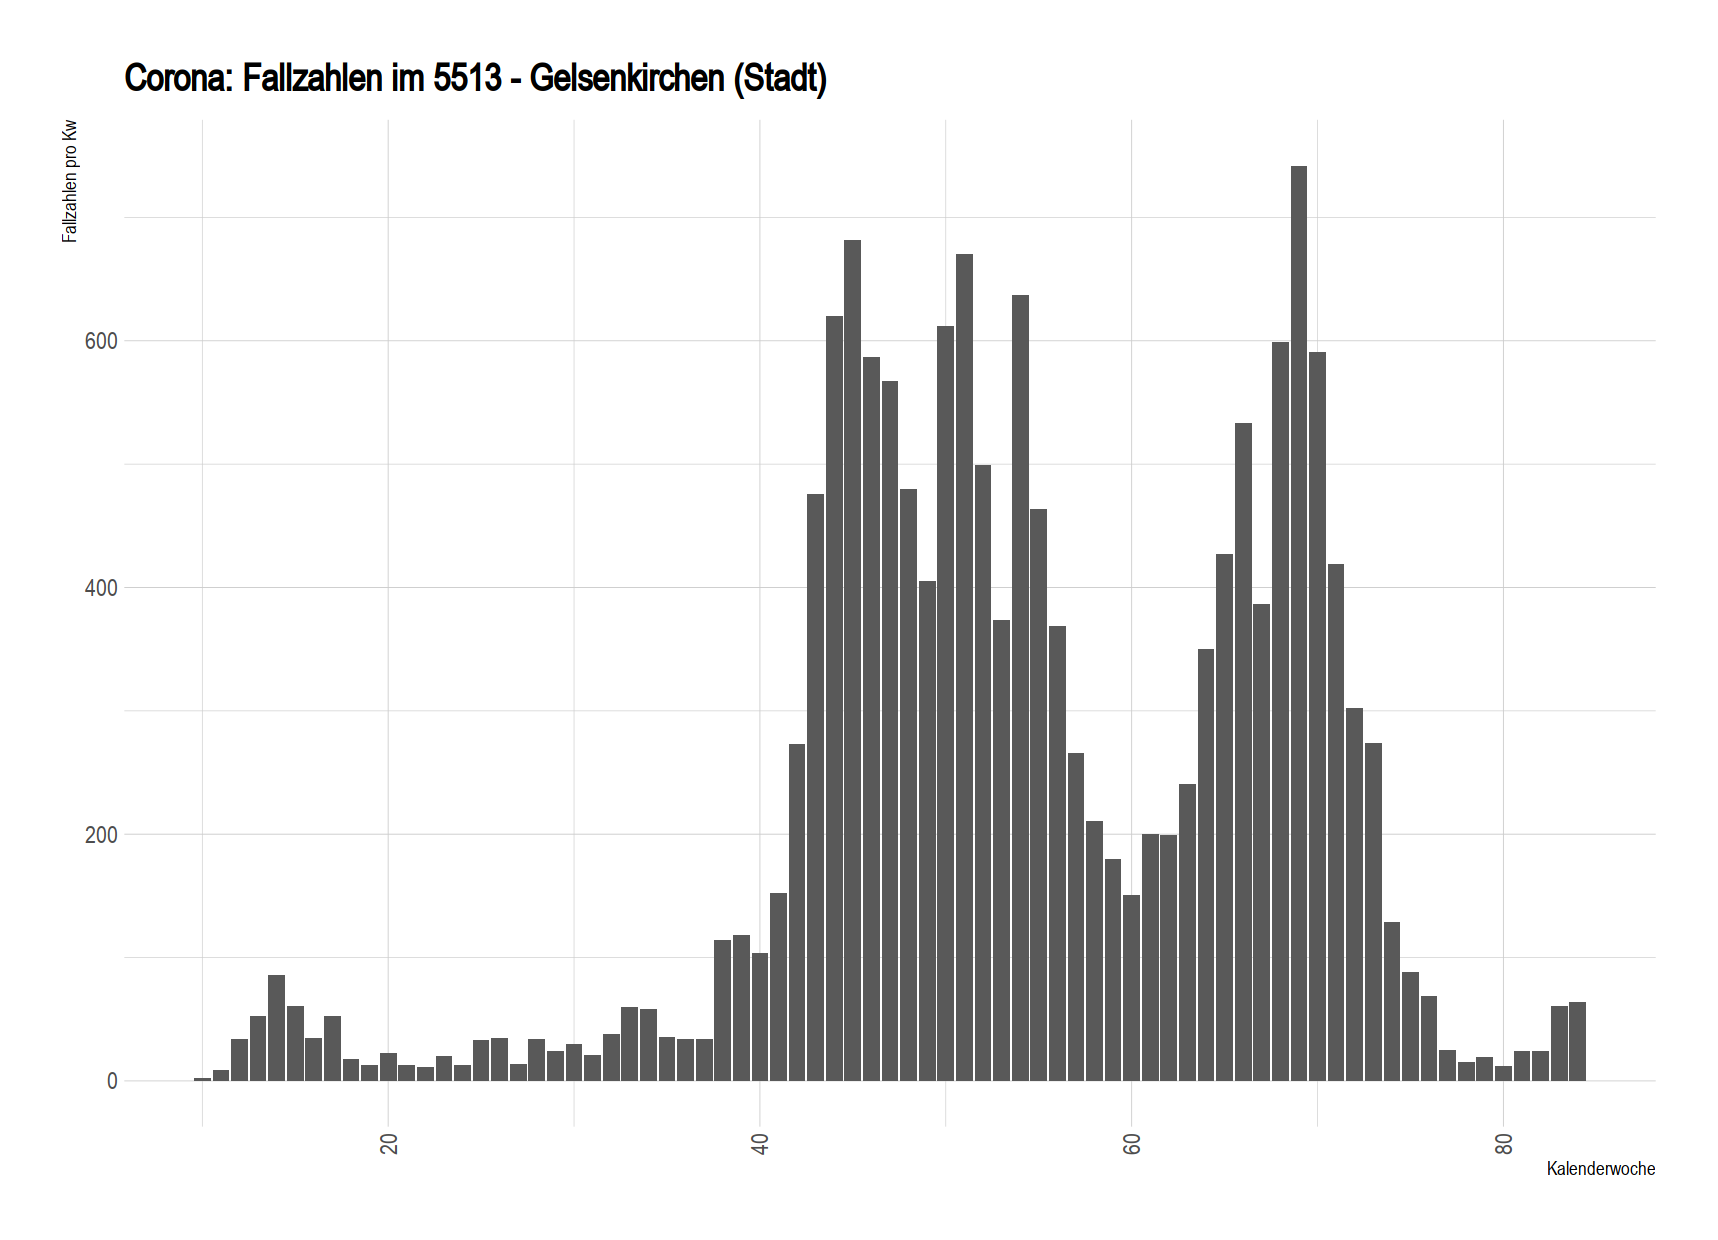 Corona: Fallzahlen im 5513 - Gelsenkirchen (Stadt)
Fallzahlen pro Kw
600
400
200
0
20
40
60
80
Kalenderwoche